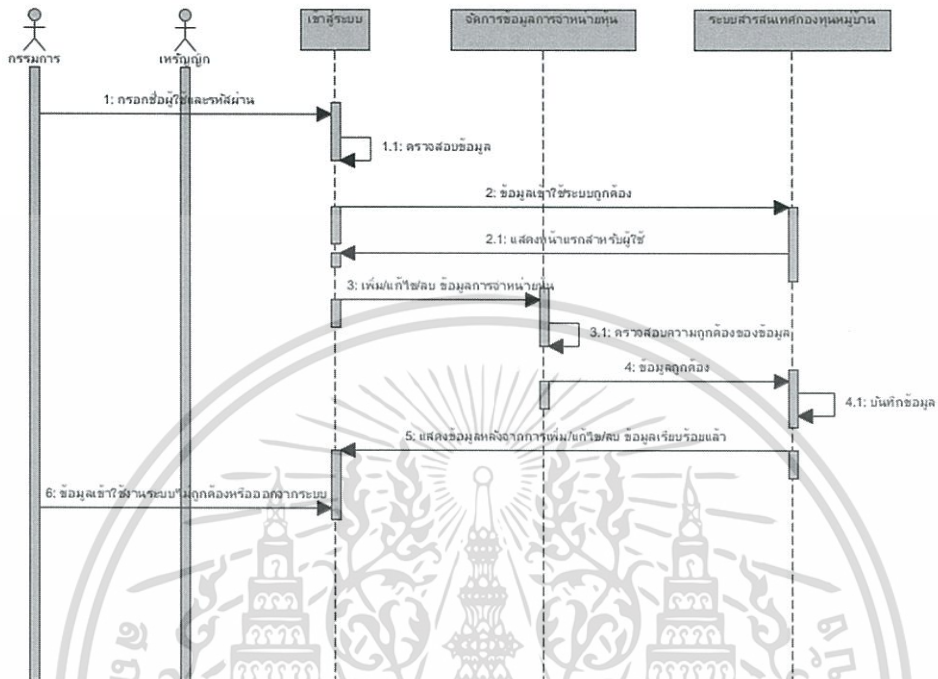 เข้าสู่ระบบ
จัดการข้อมูลการจำหน่ายหุ้น
ระบบสารสนเทศกองทุนหมู่บ้าน
กรรมการ
เหรัญญิก
1: กรอกชื่อผู้ใช้และรหัสผ่าน
1.1: ตรวจสอบข้อมูล
2: ข้อมูลเข้าใช้ระบบถูกต้อง
2.1: แสดงหน้าแรกสำหรับผู้ใช้
3: เพิ่ม/แก้ไข/ลบ ข้อมูลการจำหน่ายหุ้น
3.1: ตรวจสอบความถูกต้องของข้อมูล
4: ข้อมูลถูกต้อง
4.1: บันทึกข้อมูล
5: แสดงข้อมูลหลังจากการเพิ่ม/แก้ไข/ลบ ข้อมูลเรียบร้อยแล้ว
6: ข้อมูลเข้าใช้งานระบบไม่ถูกต้องหรือออกจากระบบ